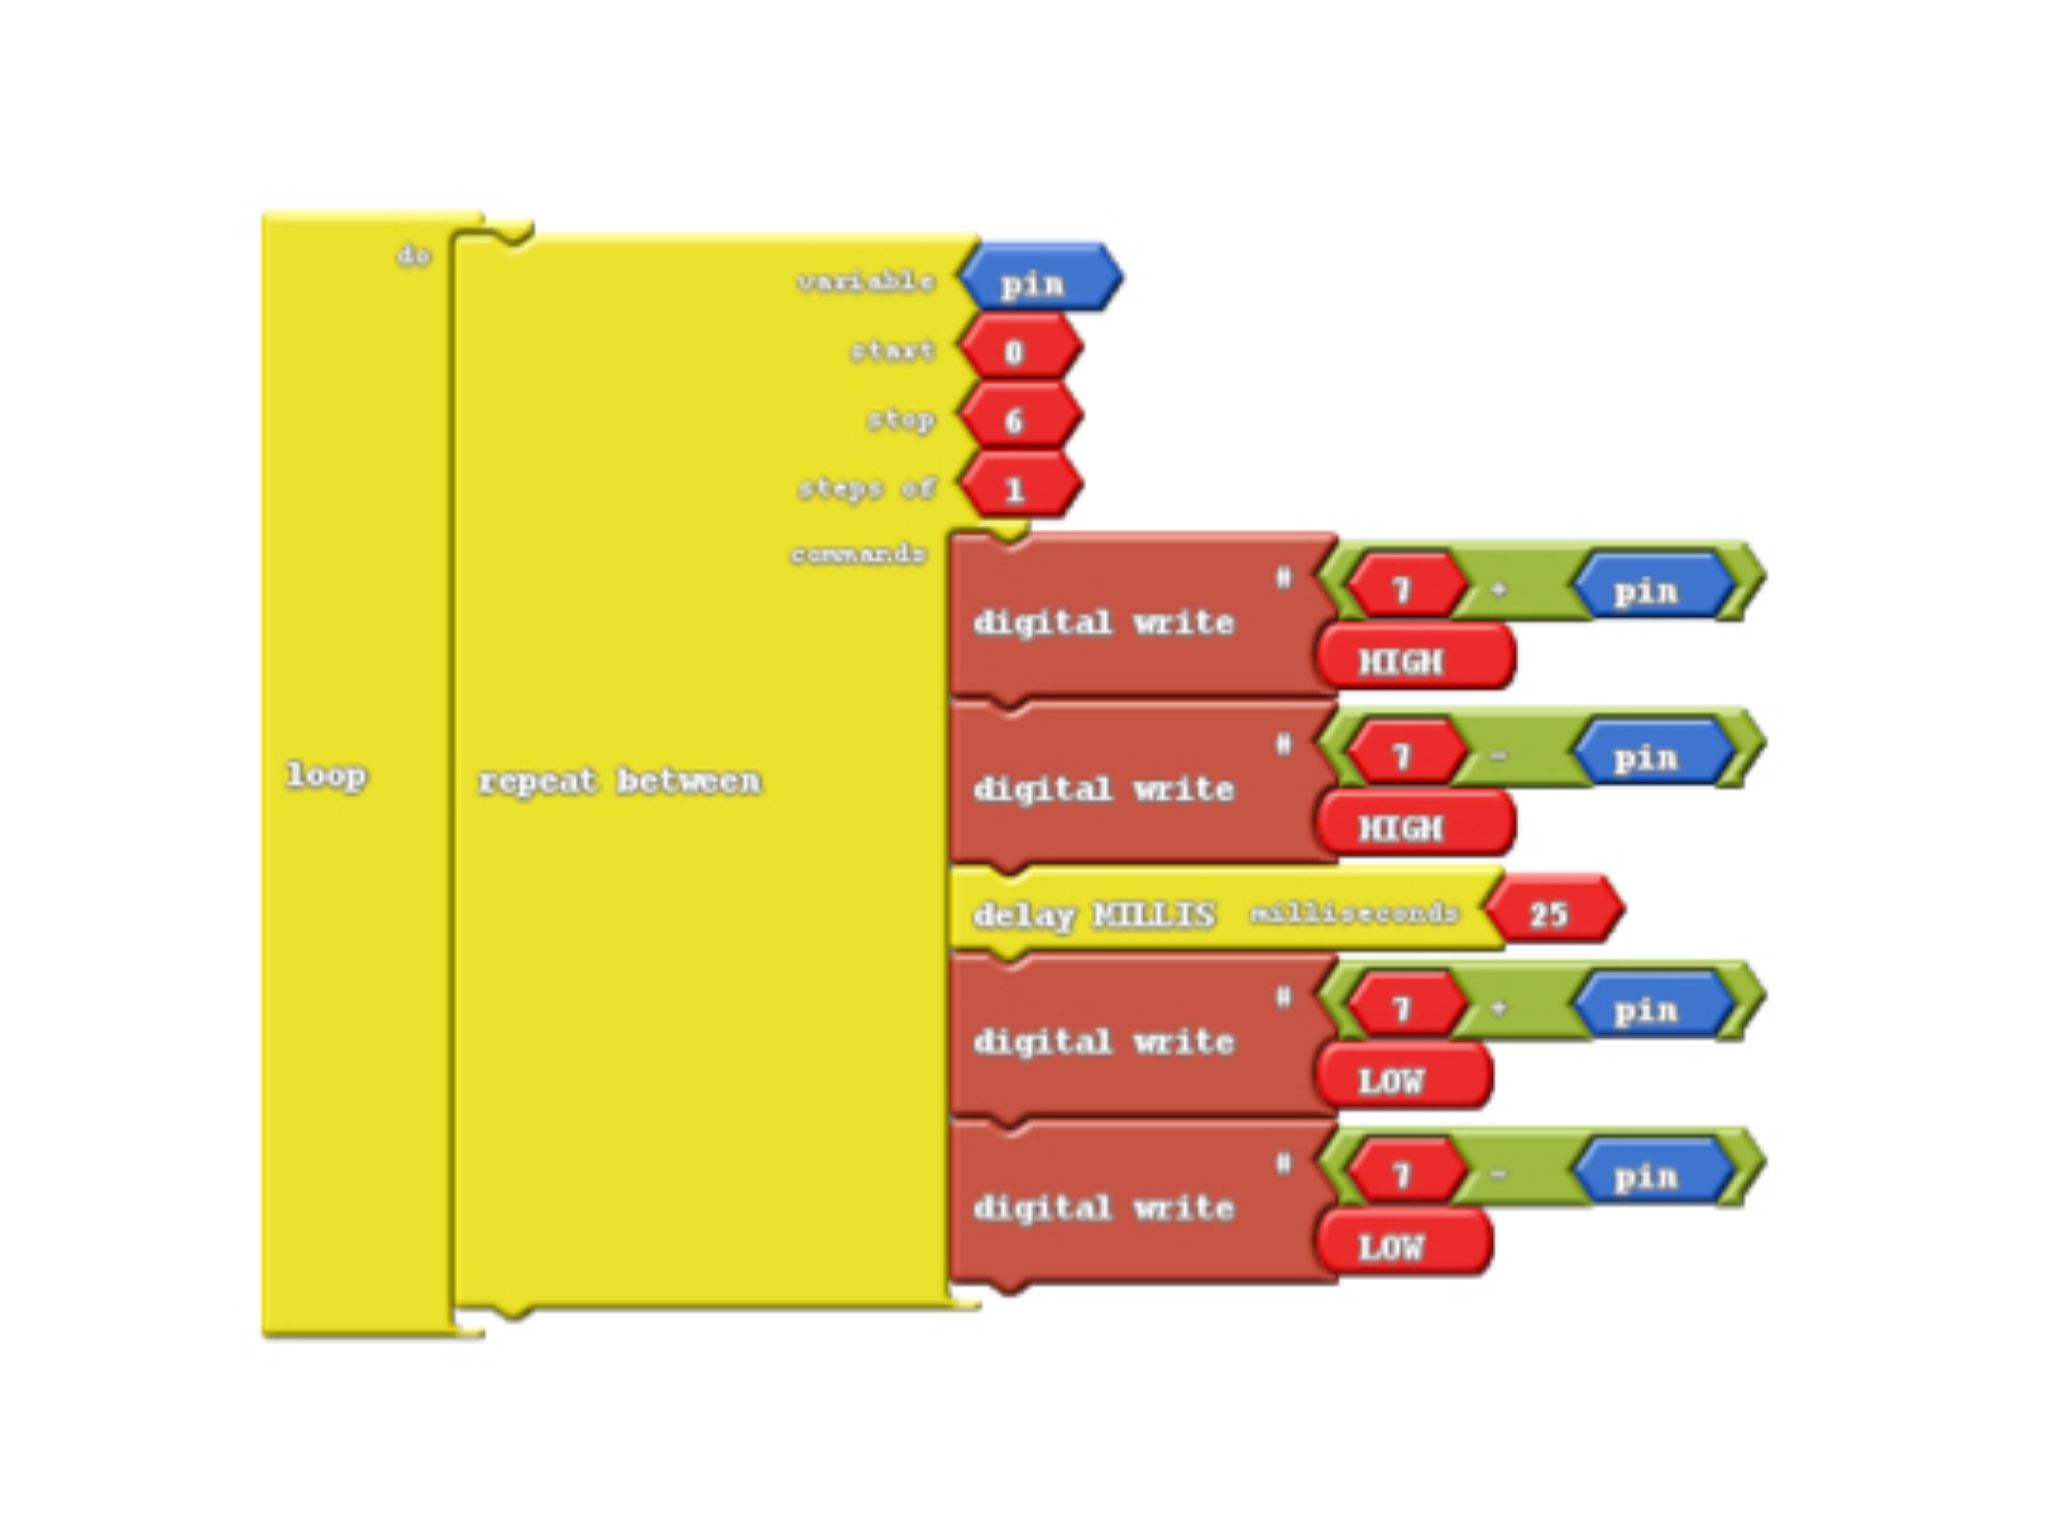 do
variable pin
start 0
stop 6
steps of 1
commands
# 7 + pin
digital write
HIGH
# 7 - pin
digital write
HIGH
loop
repeat between
delay MILLIS milliseconds 25
# 7 + pin
digital write
LOW
# 7 - pin
digital write
LOW